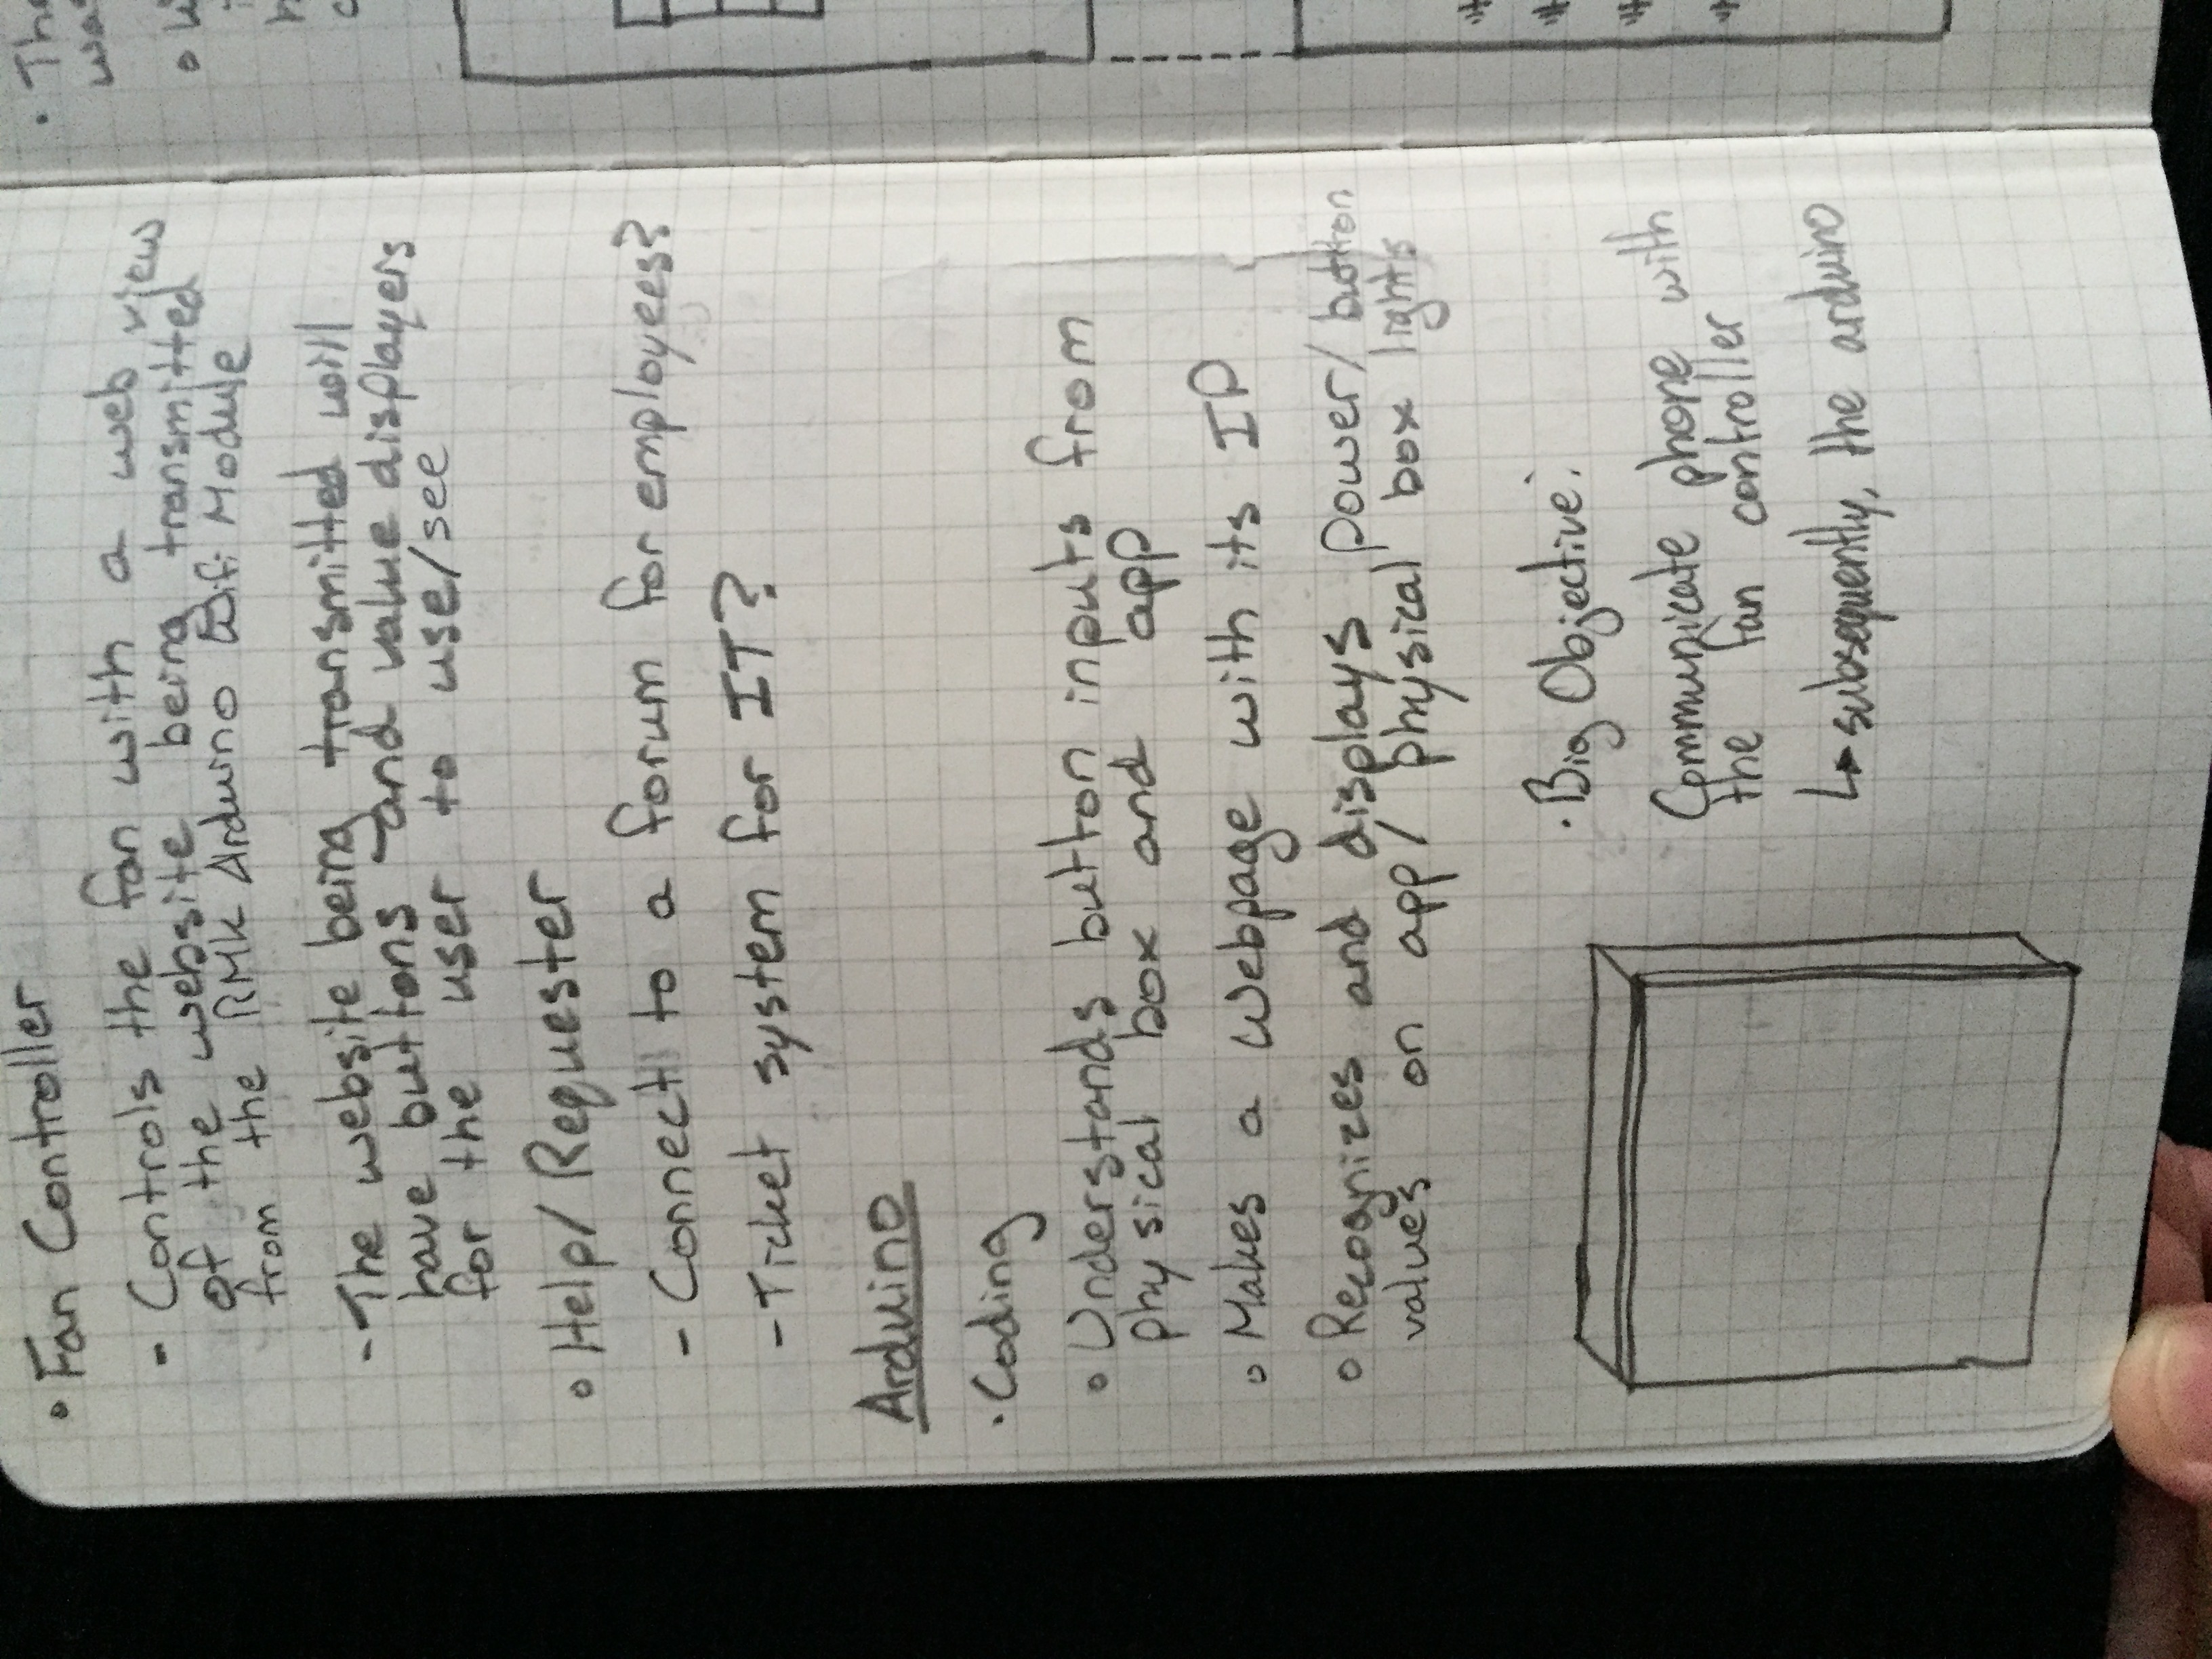 ◦ Fan Controller
- Controls the fan with a web view
of the website being transmitted
from the RMK Arduino Wifi Module
- The website being transmitted will
have buttons and value displayers
for the user to use/see
◦ Help/ Requester
- Connect to a forum for employees?
- Ticket system for IT?
Arduino
· Coding
◦ Understands button inputs from
physical box and app
◦ Makes a Webpage with its IP
◦ Recognizes and displays power/button
values on app/ physical box lights
· Big Objective:
Communicate phone with
the fan controller
↳ subsequently, the arduino